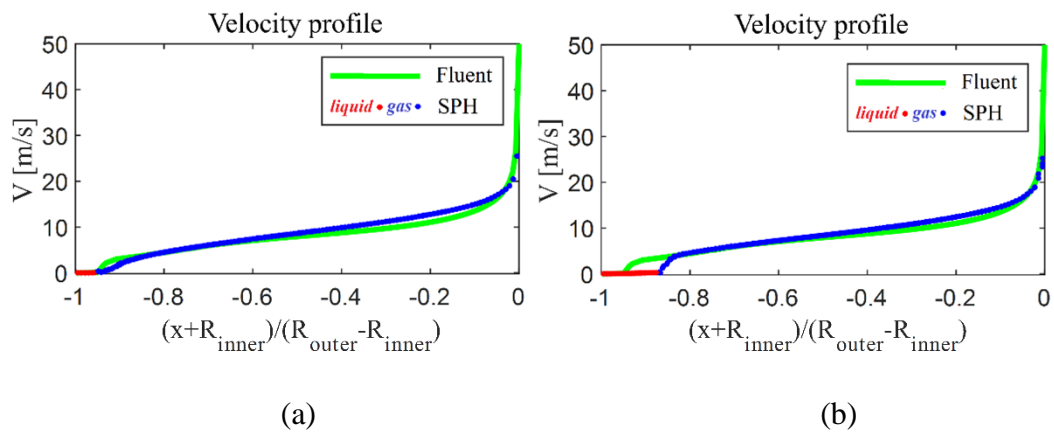 Velocity profile
50
40
30
20
10
0
V [m/s]
Fluent
liquid gas SPH
-1 -0.8 -0.6 -0.4 -0.2 0
(x+R_inner)/(R_outer-R_inner)
(a)
Velocity profile
50
40
30
20
10
0
V [m/s]
Fluent
liquid gas SPH
-1 -0.8 -0.6 -0.4 -0.2 0
(x+R_inner)/(R_outer-R_inner)
(b)